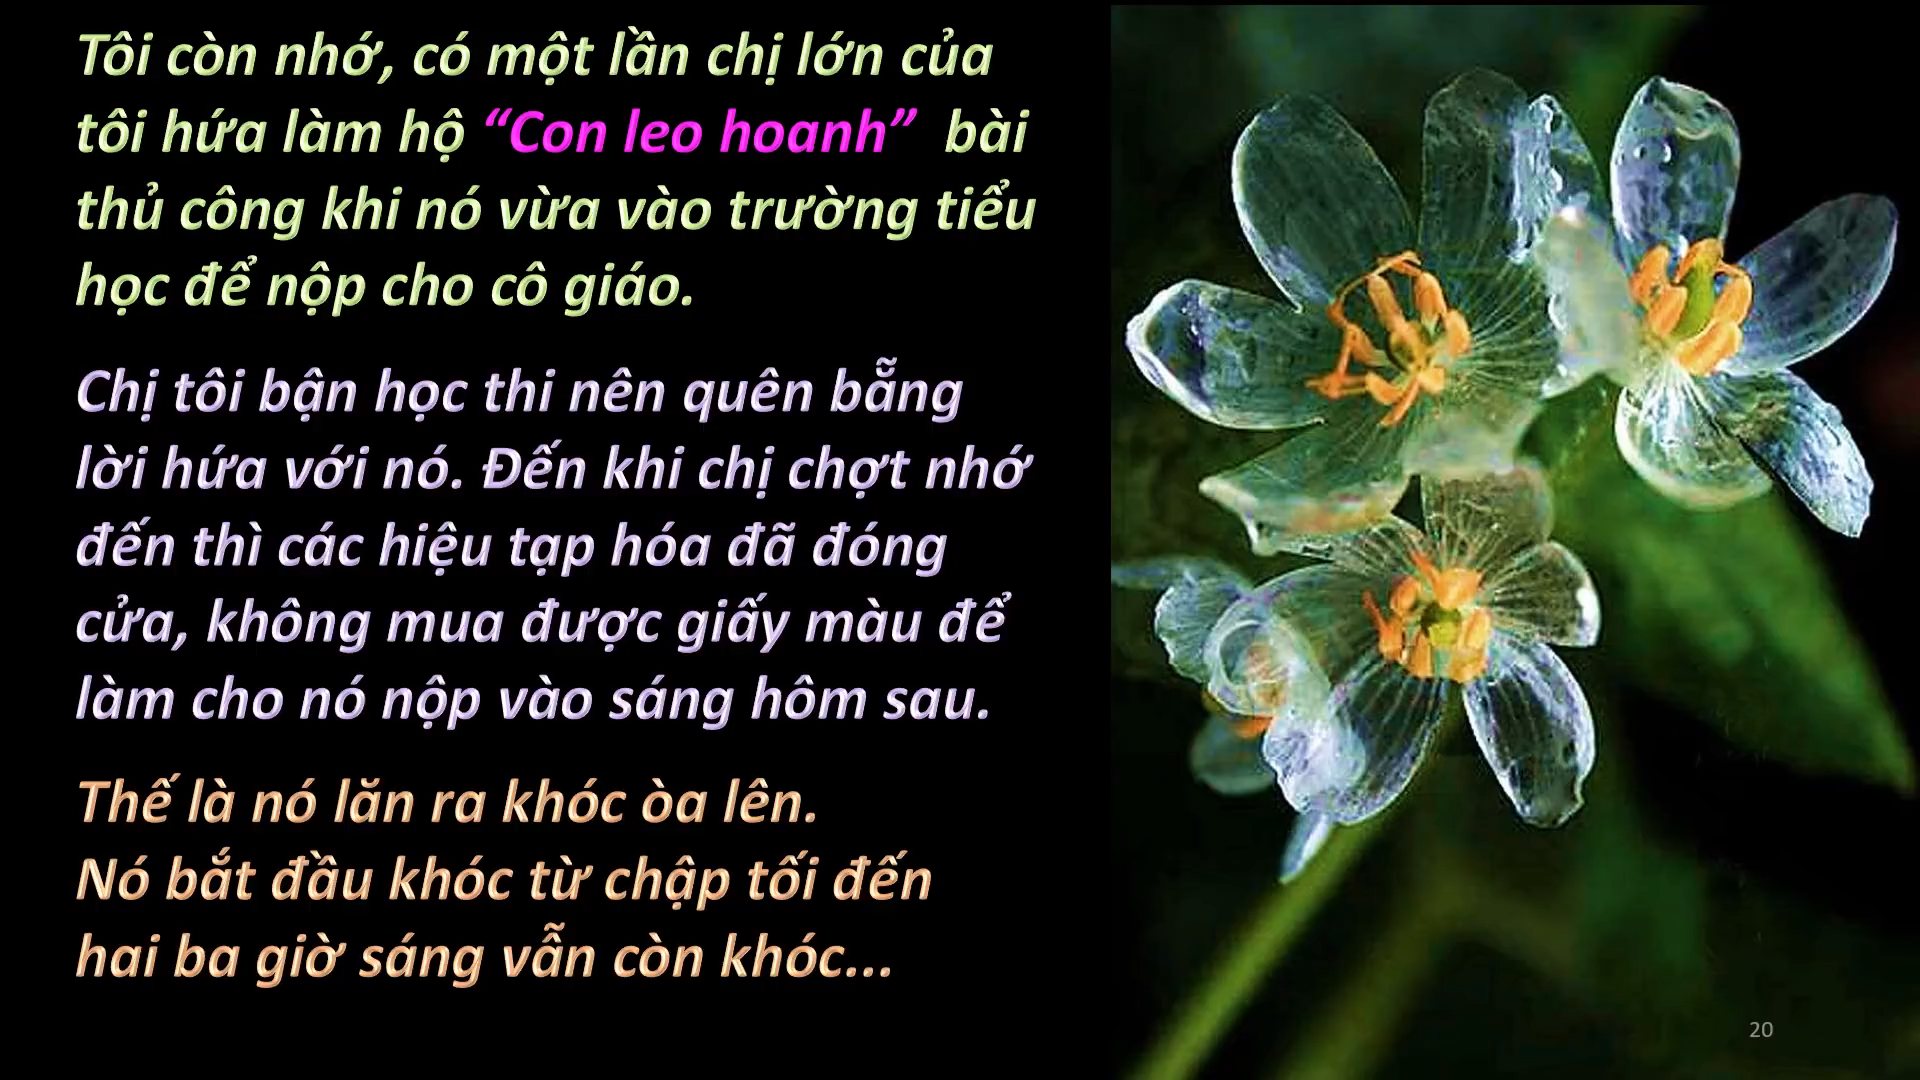 Tôi còn nhớ, có một lần chị lớn của
tôi hứa làm hộ “Con leo hoanh” bài
thủ công khi nó vừa vào trường tiểu
học để nộp cho cô giáo.
Chị tôi bận học thi nên quên bẵng
lời hứa với nó. Đến khi chị chợt nhớ
đến thì các hiệu tạp hóa đã đóng
cửa, không mua được giấy màu để
làm cho nó nộp vào sáng hôm sau.
Thế là nó lăn ra khóc òa lên.
Nó bắt đầu khóc từ chập tối đến
hai ba giờ sáng vẫn còn khóc...
20